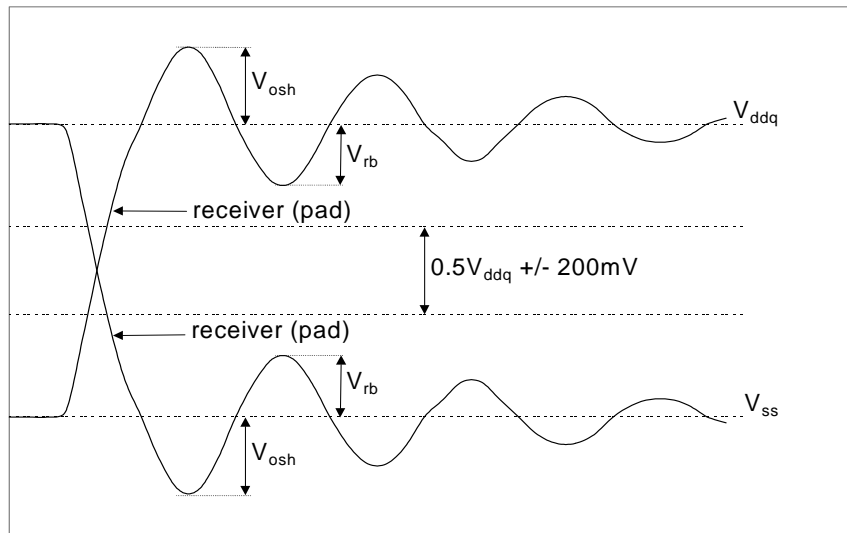 Vosh
Vddq
Vrb
receiver (pad)
0.5Vddq +/- 200mV
receiver (pad)
Vrb
Vss
Vosh